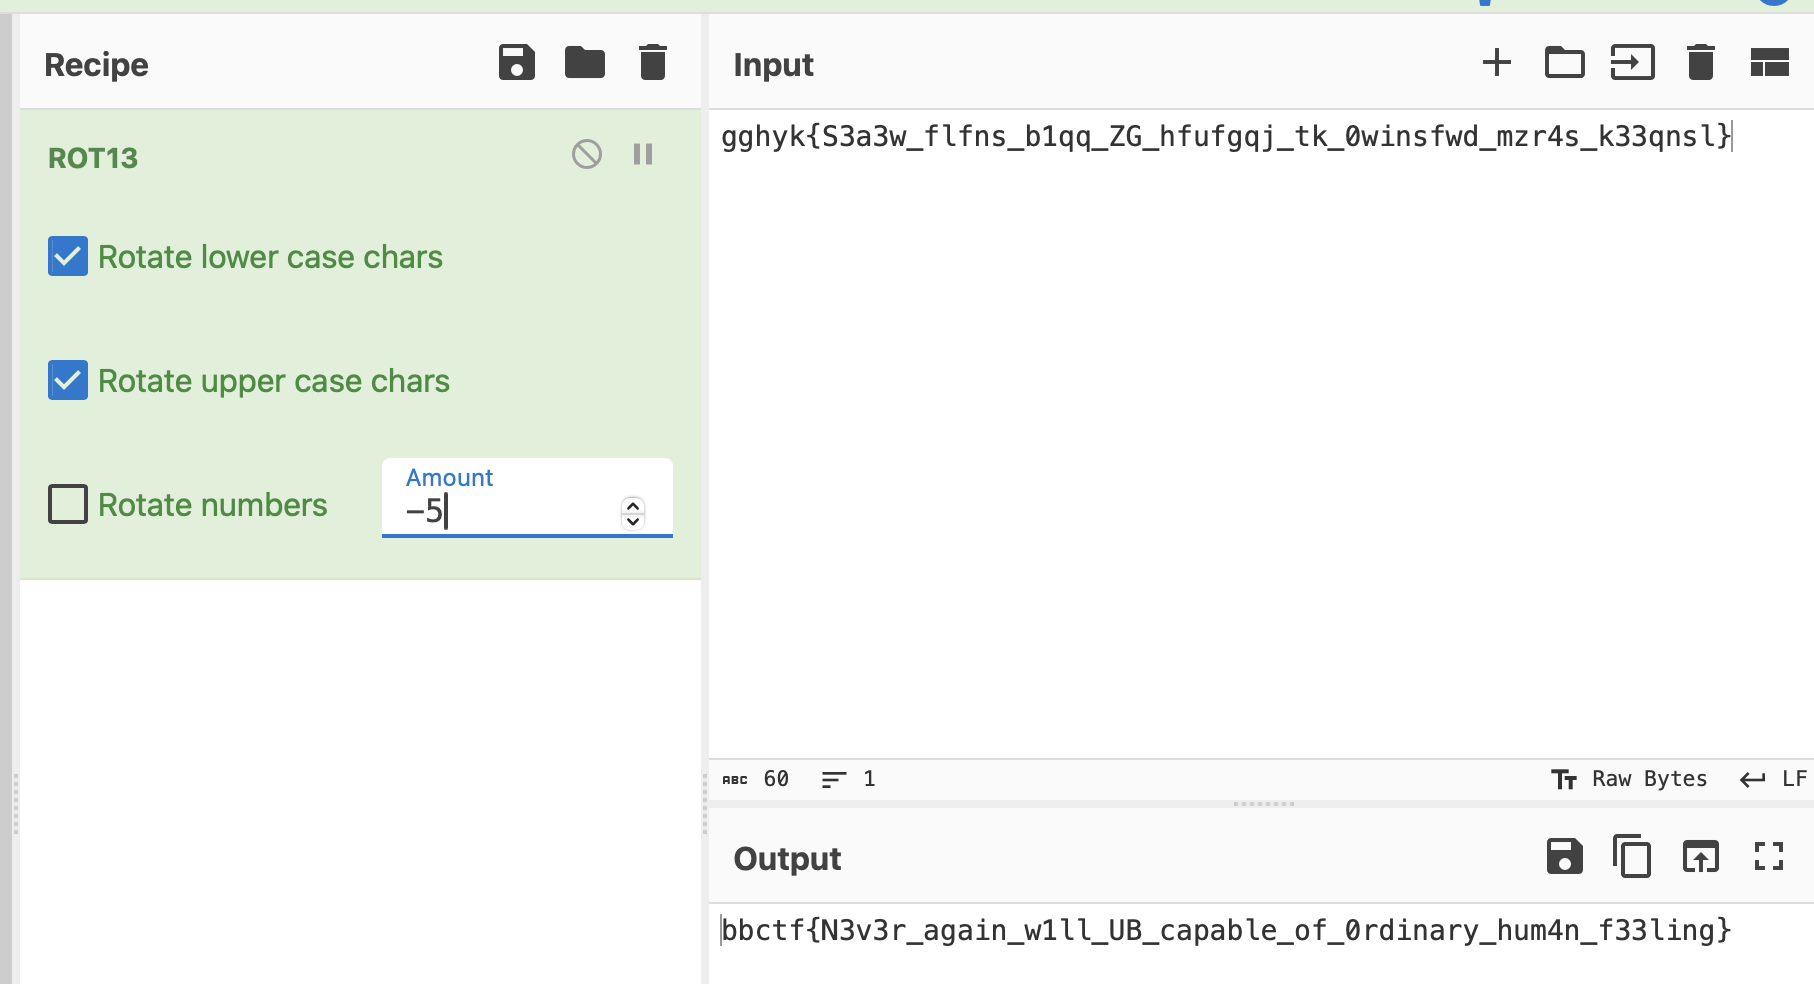 Recipe
ROT13
Rotate lower case chars
Rotate upper case chars
Rotate numbers
Amount
-5
Input
gghyk{S3a3w_flfns_b1qq_ZG_hfufgqj_tk_0winsfwd_mzr4s_k33qnsl}
ABC 60 1
Tт Raw Bytes LF
Output
bbctf{N3v3r_again_w1ll_UB_capable_of_0rdinary_hum4n_f33ling}